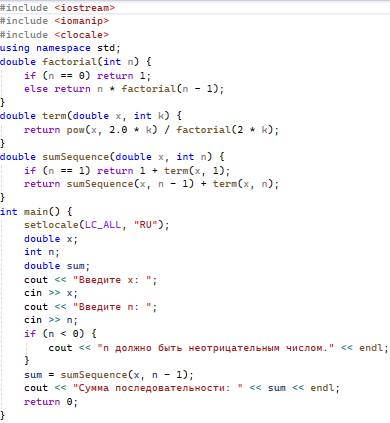 #include <iostream>
#include <iomanip>
#include <clocale>
using namespace std;
double factorial(int n) {
    if (n == 0) return 1;
    else return n * factorial(n - 1);
}
double term(double x, int k) {
    return pow(x, 2.0 * k) / factorial(2 * k);
}
double sumSequence(double x, int n) {
    if (n == 1) return 1 + term(x, 1);
    return sumSequence(x, n - 1) + term(x, n);
}
int main() {
    setlocale(LC_ALL, "RU");
    double x;
    int n;
    double sum;
    cout << "Введите x: ";
    cin >> x;
    cout << "Введите n: ";
    cin >> n;
    if (n < 0) {
        cout << "n должно быть неотрицательным числом." << endl;
    }
    sum = sumSequence(x, n - 1);
    cout << "Сумма последовательности: " << sum << endl;
    return 0;
}